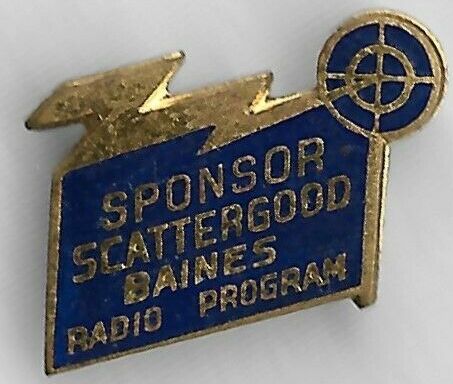 SPONSOR
SCATTERGOOD
BAINES
RADIO PROGRAM